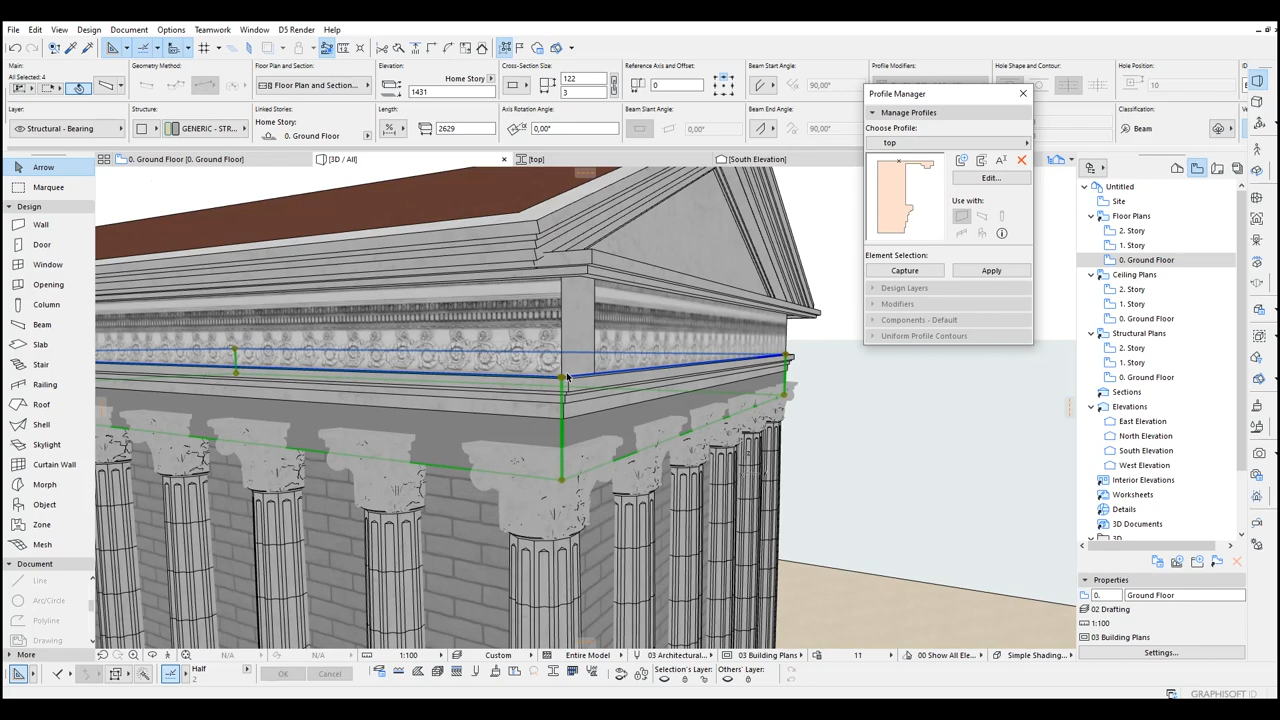 File Edit View Design Document Options Teamwork Window D5 Render Help
Main:
All Selected: 4
Geometry Method:
Floor Plan and Section:
Floor Plan and Section...
Elevation:
1431
Home Story
Cross-Section Size:
122
3
Reference Axis and Offset:
0
Beam Start Angle:
90,00°
Profile Modifiers:
Hole Shape and Contour:
Hole Position:
10
Layer:
Structural - Bearing
Structure:
GENERIC - STR...
Linked Stories:
Home Story:
0. Ground Floor
Length:
2629
Axis Rotation Angle:
0,00°
Beam Slant Angle:
0,00°
Beam End Angle:
90,00°
Classification:
Beam
0. Ground Floor [0. Ground Floor]
[3D / All]
[top]
[South Elevation]
Arrow
Marquee
Design
Wall
Door
Window
Opening
Column
Beam
Slab
Stair
Railing
Roof
Shell
Skylight
Curtain Wall
Morph
Object
Zone
Mesh
Document
Line
Arc/Circle
Polyline
Drawing
More
Profile Manager
Manage Profiles
Choose Profile:
top
Edit...
Use with:
Element Selection:
Capture
Apply
Design Layers
Modifiers
Components - Default
Uniform Profile Contours
Untitled
Site
Floor Plans
2. Story
1. Story
0. Ground Floor
Ceiling Plans
2. Story
1. Story
0. Ground Floor
Structural Plans
2. Story
1. Story
0. Ground Floor
Sections
Elevations
East Elevation
North Elevation
South Elevation
West Elevation
Interior Elevations
Worksheets
Details
3D Documents
3D
Properties
0.
Ground Floor
02 Drafting
1:100
03 Building Plans
Settings...
N/A
N/A
1:100
Custom
Entire Model
03 Architectural...
03 Building Plans
11
00 Show All Ele...
Simple Shading...
Half
2
OK
Cancel
Selection's Layer:
Others' Layer:
GRAPHISOFT ID